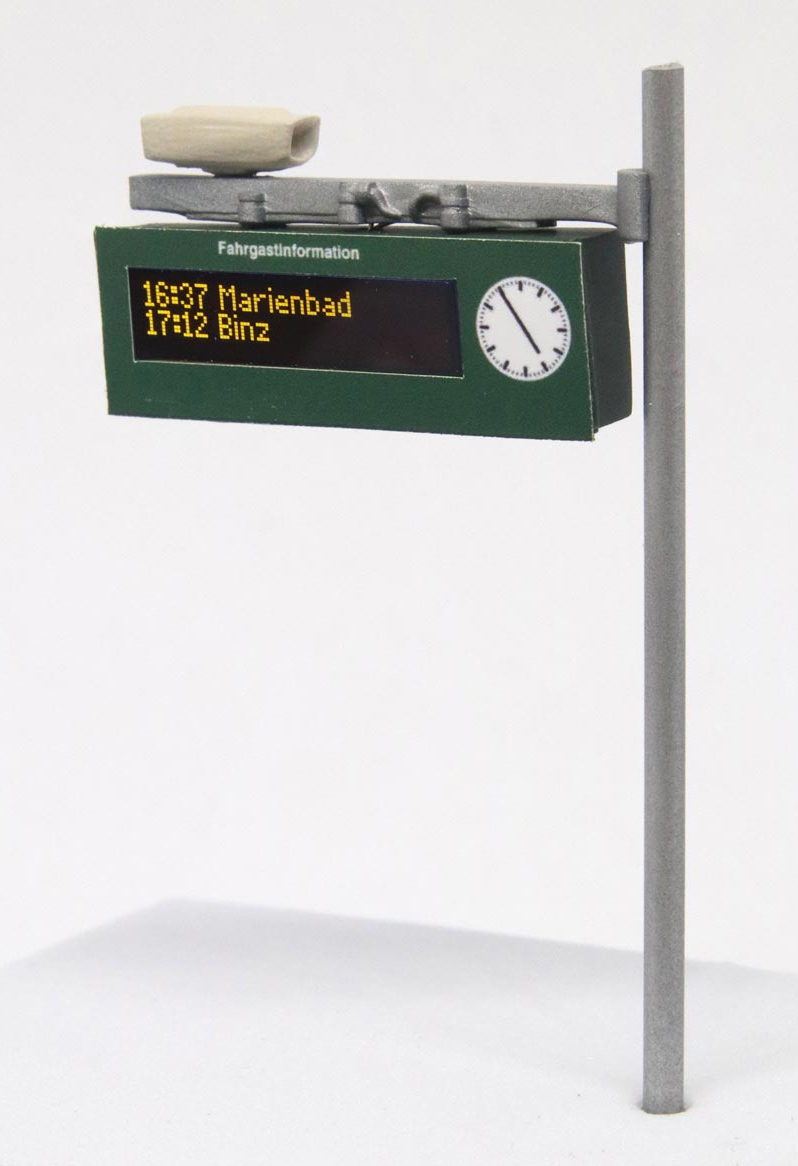 Fahrgastinformation
16:37 Marienbad
17:12 Binz